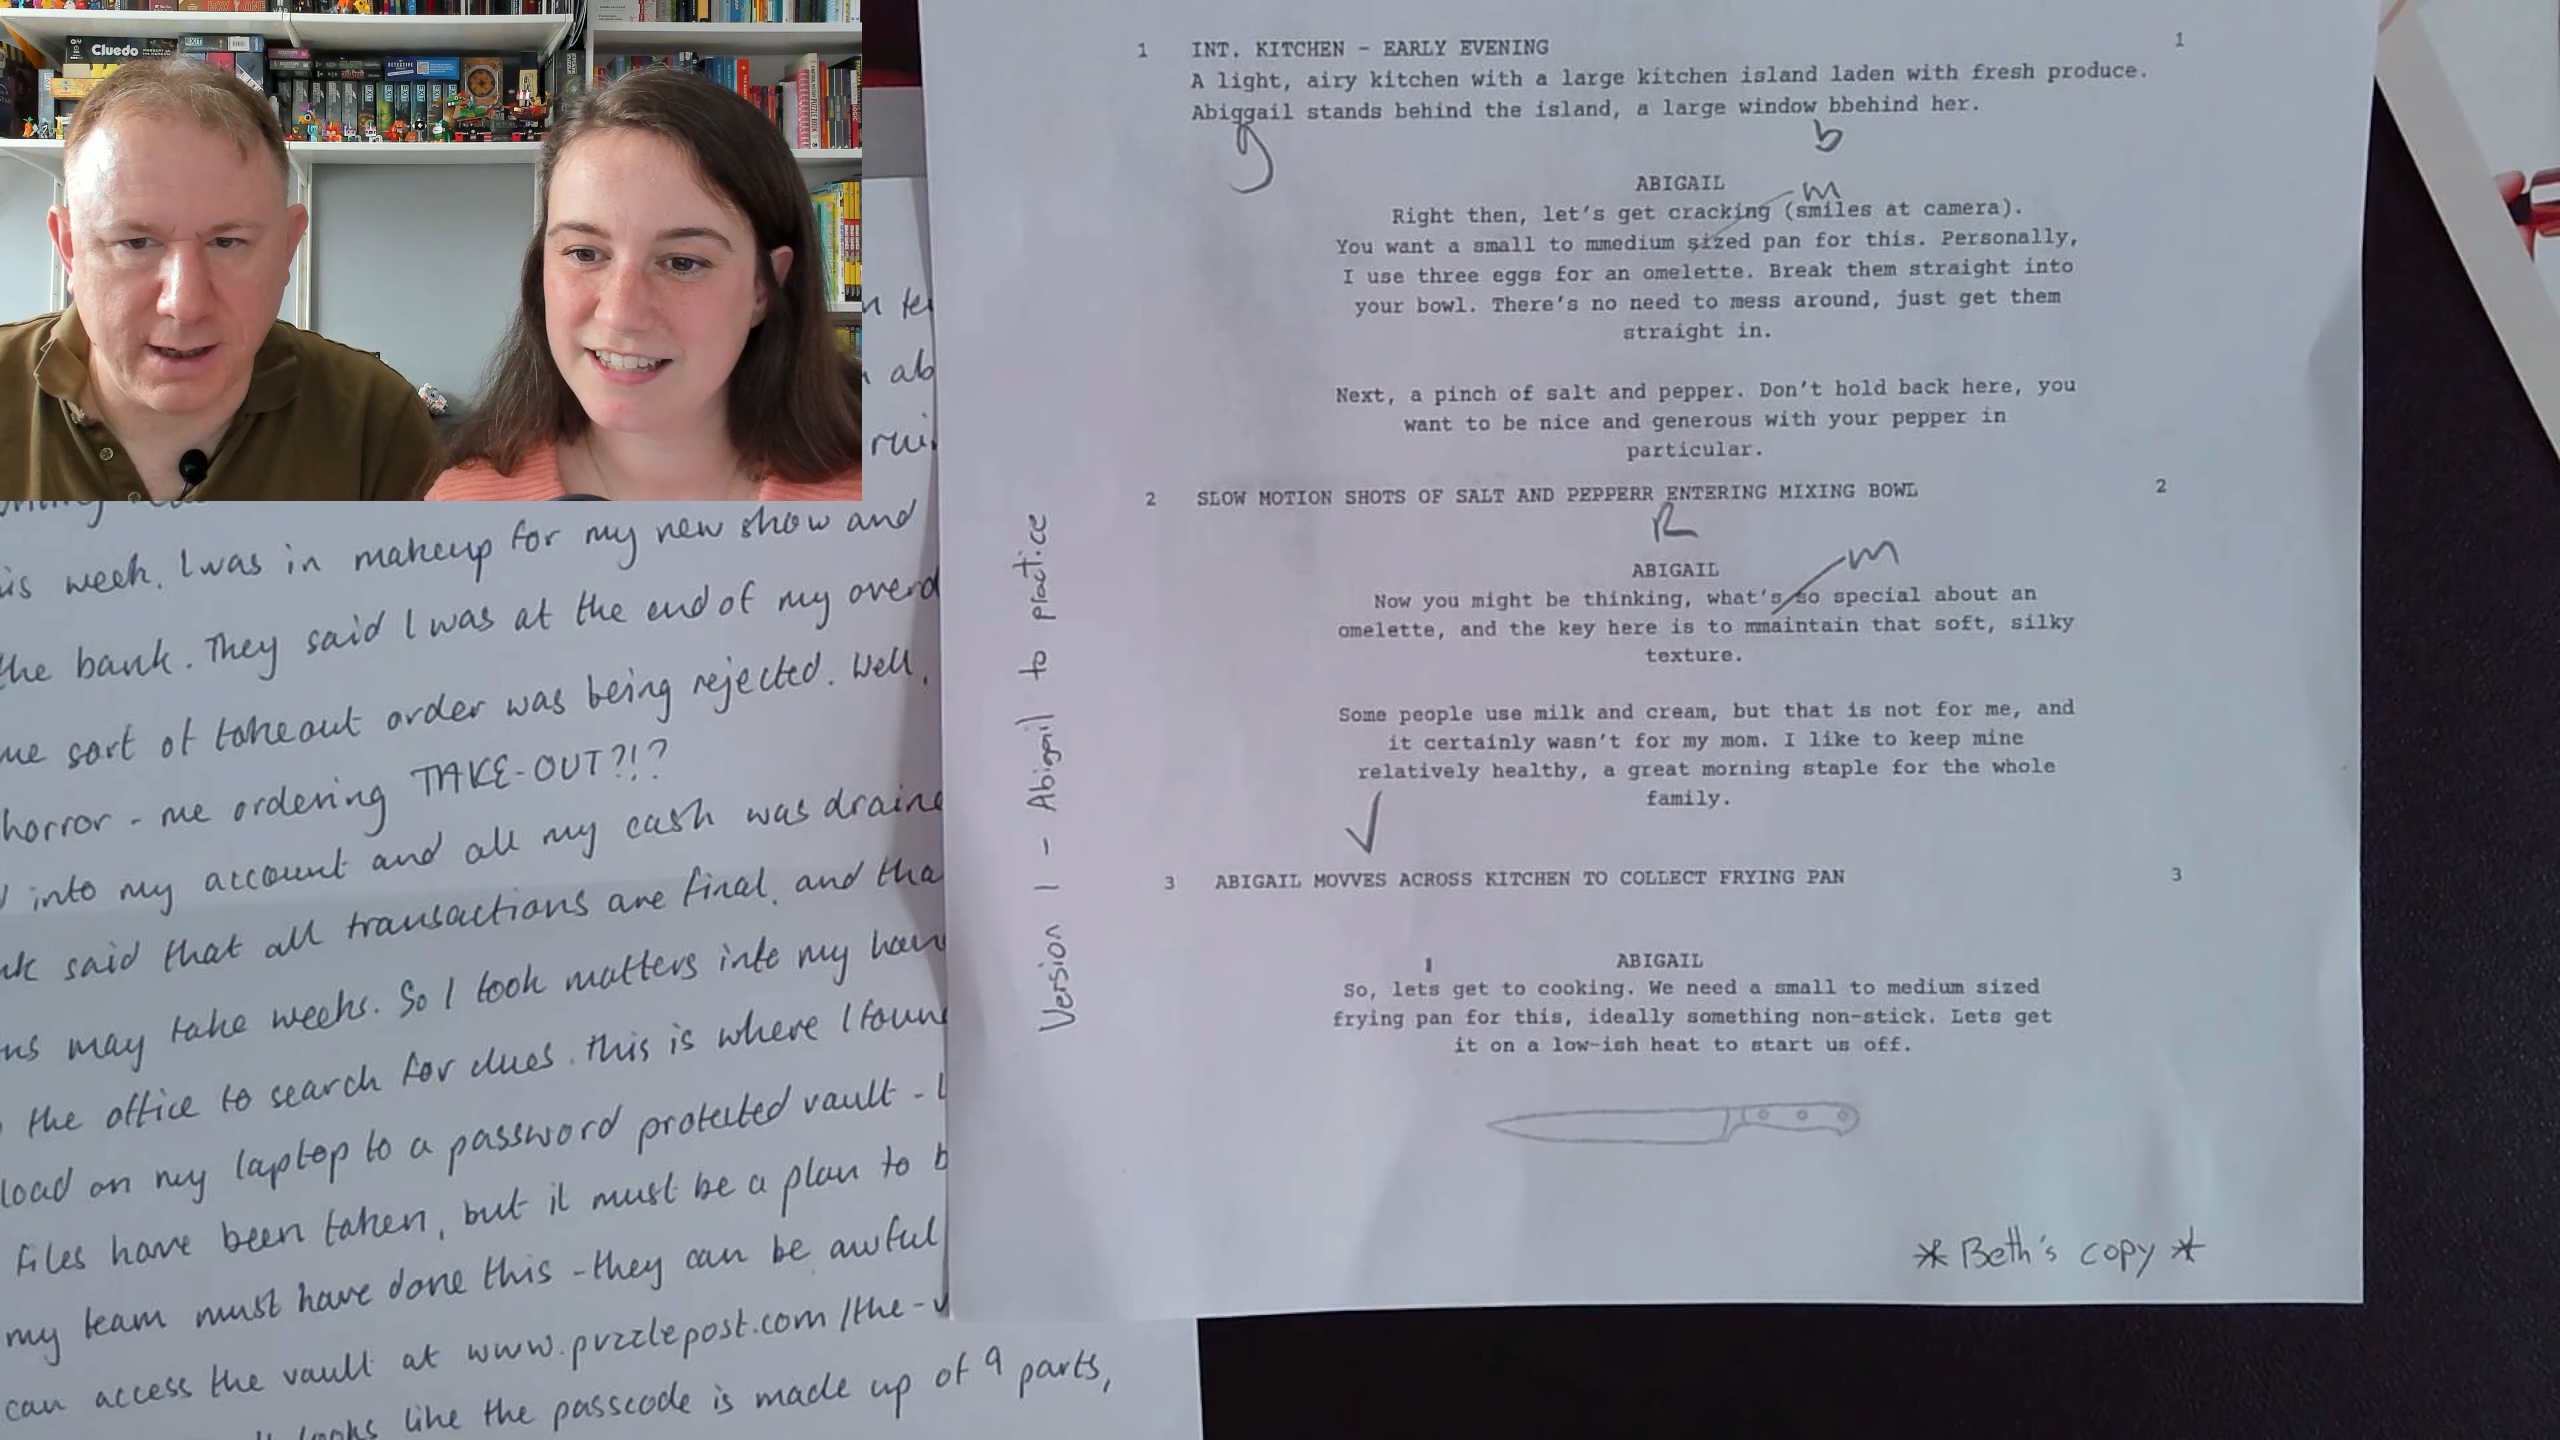 Cluedo
1 INT. KITCHEN - EARLY EVENING 1
A light, airy kitchen with a large kitchen island laden with fresh produce.
Abiggail stands behind the island, a large window bbehind her.
g b
ABIGAIL
m
Right then, let's get cracking (smiles at camera).
You want a small to mmedium sized pan for this. Personally,
I use three eggs for an omelette. Break them straight into
your bowl. There's no need to mess around, just get them
straight in.
Next, a pinch of salt and pepper. Don't hold back here, you
want to be nice and generous with your pepper in
particular.
2 SLOW MOTION SHOTS OF SALT AND PEPPERR ENTERING MIXING BOWL 2
R
m
ABIGAIL
Now you might be thinking, what's so special about an
omelette, and the key here is to mmaintain that soft, silky
texture.
Some people use milk and cream, but that is not for me, and
it certainly wasn't for my mom. I like to keep mine
relatively healthy, a great morning staple for the whole
family.
3 ABIGAIL MOVVES ACROSS KITCHEN TO COLLECT FRYING PAN 3
ABIGAIL
So, lets get to cooking. We need a small to medium sized
frying pan for this, ideally something non-stick. Lets get
it on a low-ish heat to start us off.
* Beth's copy *
Version 1 - Abigail to practice
week. I was in makeup for my new show and
the bank. They said I was at the end of my
sort of takeout order was being rejected. Well,
horror - me ordering TAKE-OUT?!?
into my account and all my cash was
said that all transactions are final, and
may take weeks. So I took matters into my
the office to search for clues. This is where I
on my laptop to a password protected vault -
files have been taken, but it must be a plan to
my team must have done this - they can be awful
can access the vault at www.puzzlepost.com/the-
like the passcode is made up of 9 parts,